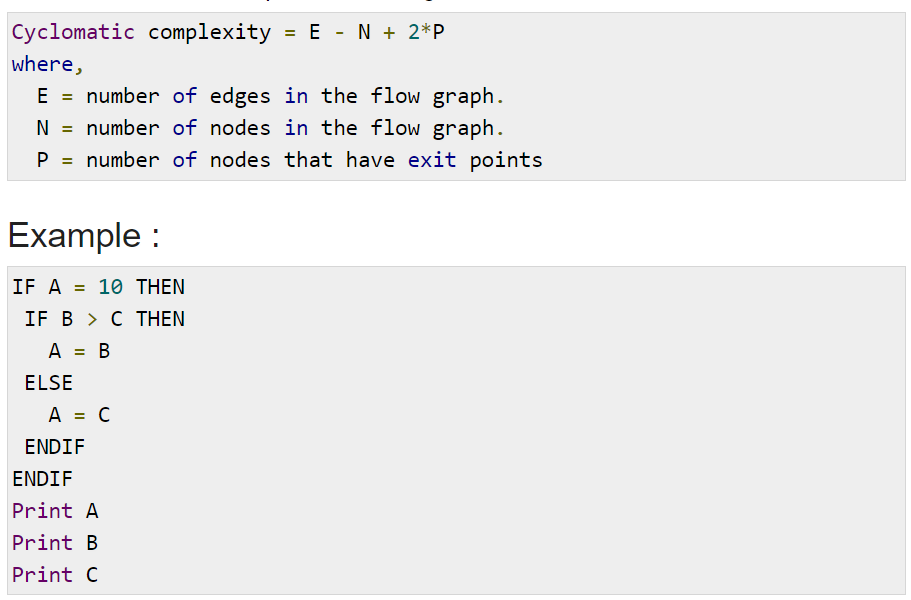 Cyclomatic complexity = E - N + 2*P
where,
  E = number of edges in the flow graph.
  N = number of nodes in the flow graph.
  P = number of nodes that have exit points
Example :
IF A = 10 THEN
 IF B > C THEN
   A = B
 ELSE
   A = C
 ENDIF
ENDIF
Print A
Print B
Print C